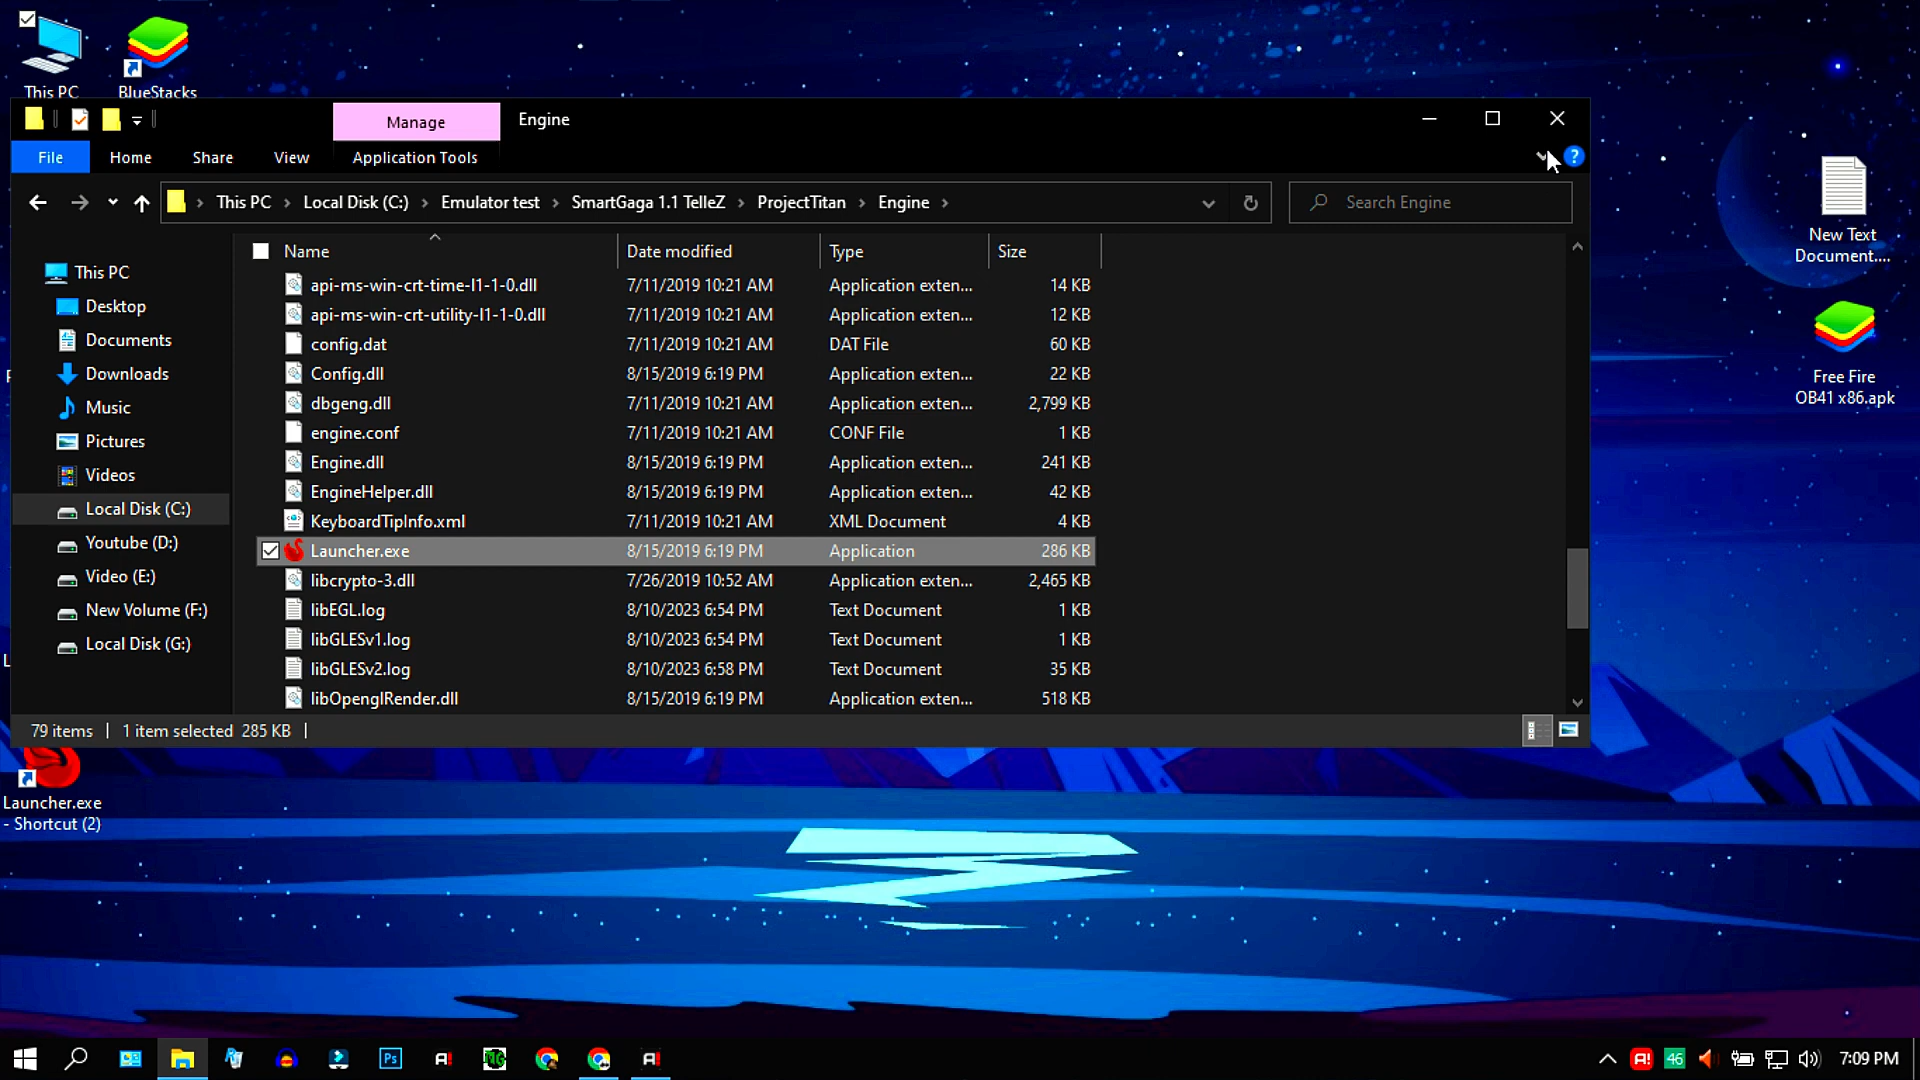 This PC
BlueStacks
Manage
Engine
File
Home
Share
View
Application Tools
This PC
Local Disk (C:)
Emulator test
SmartGaga 1.1 TelleZ
ProjectTitan
Engine
Search Engine
Name
Date modified
Type
Size
This PC
Desktop
Documents
Downloads
Music
Pictures
Videos
Local Disk (C:)
Youtube (D:)
Video (E:)
New Volume (F:)
Local Disk (G:)
api-ms-win-crt-time-l1-1-0.dll 7/11/2019 10:21 AM Application exten... 14 KB
api-ms-win-crt-utility-l1-1-0.dll 7/11/2019 10:21 AM Application exten... 12 KB
config.dat 7/11/2019 10:21 AM DAT File 60 KB
Config.dll 8/15/2019 6:19 PM Application exten... 22 KB
dbgeng.dll 7/11/2019 10:21 AM Application exten... 2,799 KB
engine.conf 7/11/2019 10:21 AM CONF File 1 KB
Engine.dll 8/15/2019 6:19 PM Application exten... 241 KB
EngineHelper.dll 8/15/2019 6:19 PM Application exten... 42 KB
KeyboardTipInfo.xml 7/11/2019 10:21 AM XML Document 4 KB
Launcher.exe 8/15/2019 6:19 PM Application 286 KB
libcrypto-3.dll 7/26/2019 10:52 AM Application exten... 2,465 KB
libEGL.log 8/10/2023 6:54 PM Text Document 1 KB
libGLESv1.log 8/10/2023 6:54 PM Text Document 1 KB
libGLESv2.log 8/10/2023 6:58 PM Text Document 35 KB
libOpenglRender.dll 8/15/2019 6:19 PM Application exten... 518 KB
79 items
1 item selected 285 KB
New Text
Document....
Free Fire
OB41 x86.apk
Launcher.exe
- Shortcut (2)
Ps
A!
A!
A!
46
7:09 PM